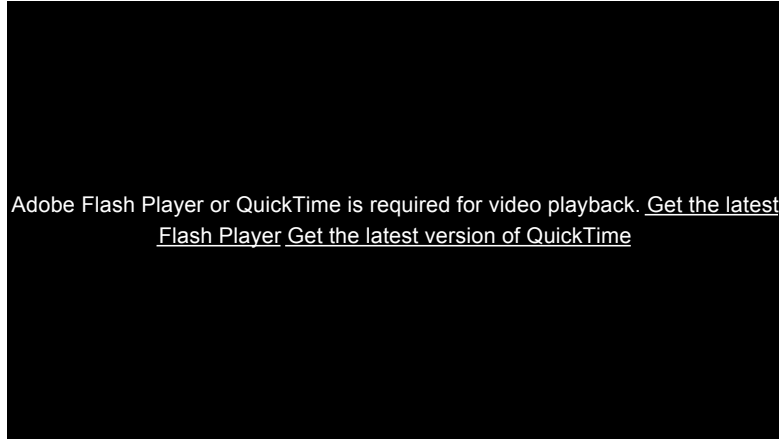 Adobe Flash Player or QuickTime is required for video playback. Get the latest
Flash Player Get the latest version of QuickTime